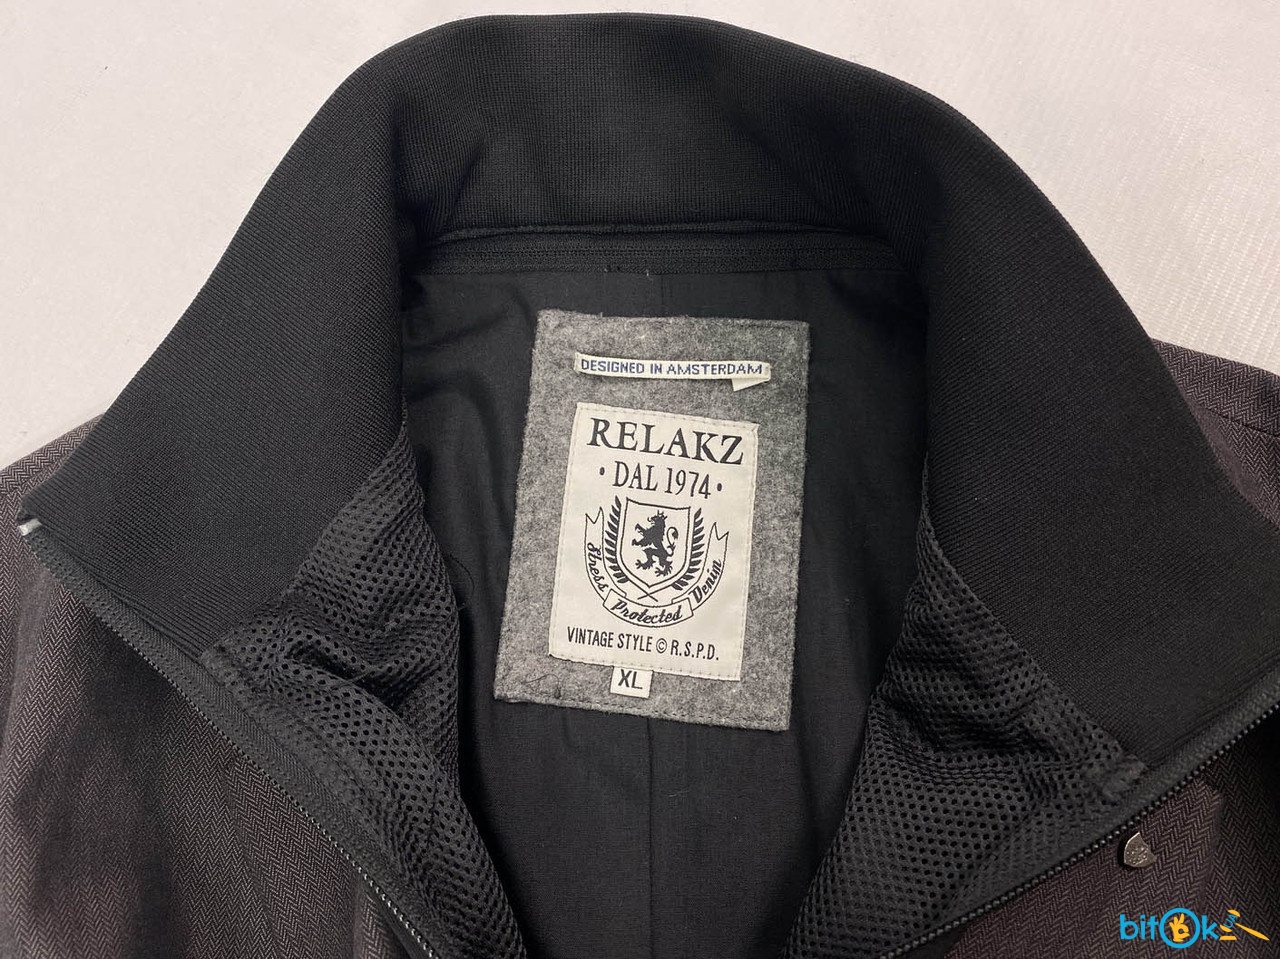 DESIGNED IN AMSTERDAM
RELAKZ
• DAL 1974 •
Stress Protected Denim
VINTAGE STYLE © R.S.P.D.
XL
bitOk